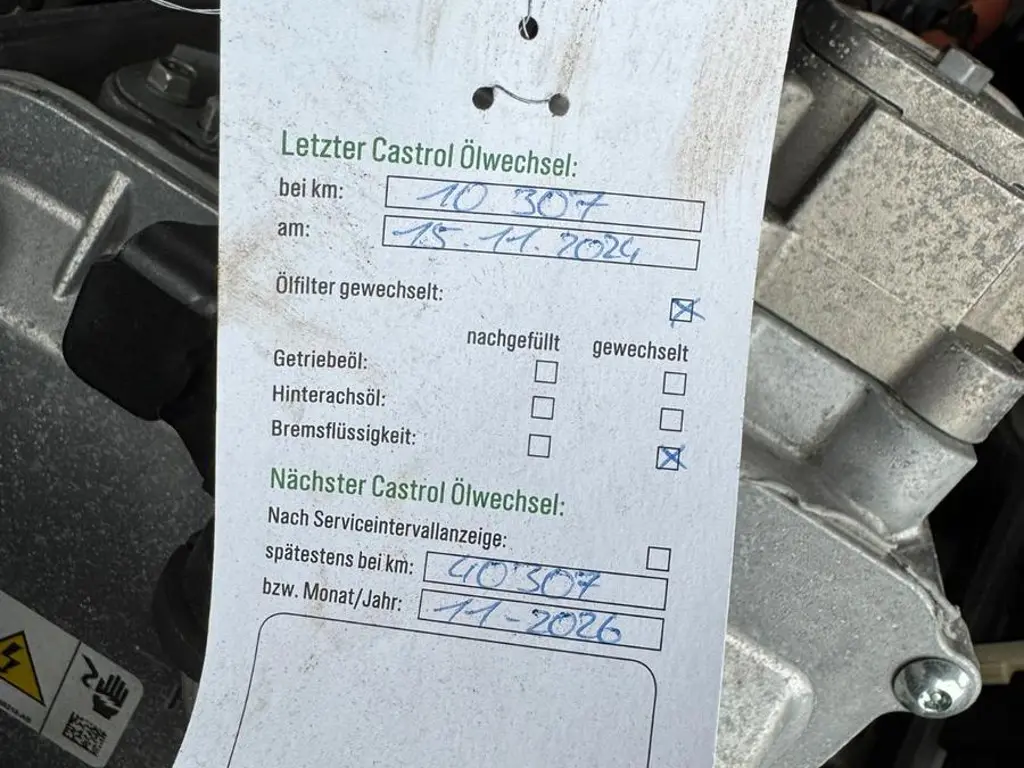 Letzter Castrol Ölwechsel:
bei km: 10 307
am: 15.11.2024
Ölfilter gewechselt:
nachgefüllt gewechselt
Getriebeöl:
Hinterachsöl:
Bremsflüssigkeit:
Nächster Castrol Ölwechsel:
Nach Serviceintervallanzeige:
spätestens bei km: 40 307
bzw. Monat/Jahr: 11-2026